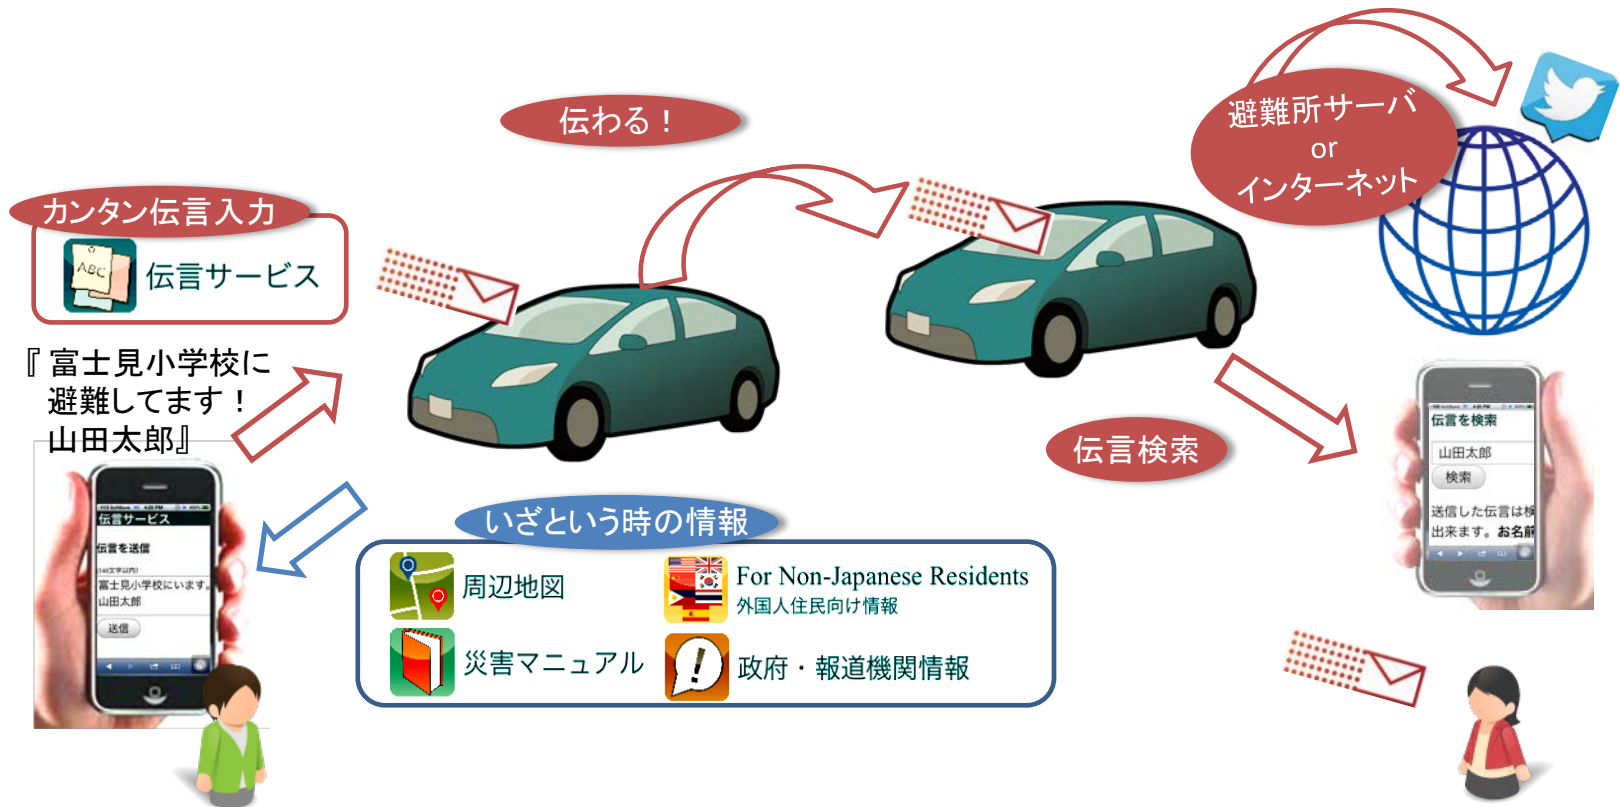 伝わる！
避難所サーバ
or
インターネット
カンタン伝言入力
ABC
伝言サービス
『富士見小学校に
避難してます！
山田太郎』
伝言サービス
伝言を送信
富士見小学校にいます。
山田太郎
送信
いざという時の情報
周辺地図
For Non-Japanese Residents
外国人住民向け情報
災害マニュアル
政府・報道機関情報
伝言検索
伝言を検索
山田太郎
検索
送信した伝言は検
出来ます。お名前